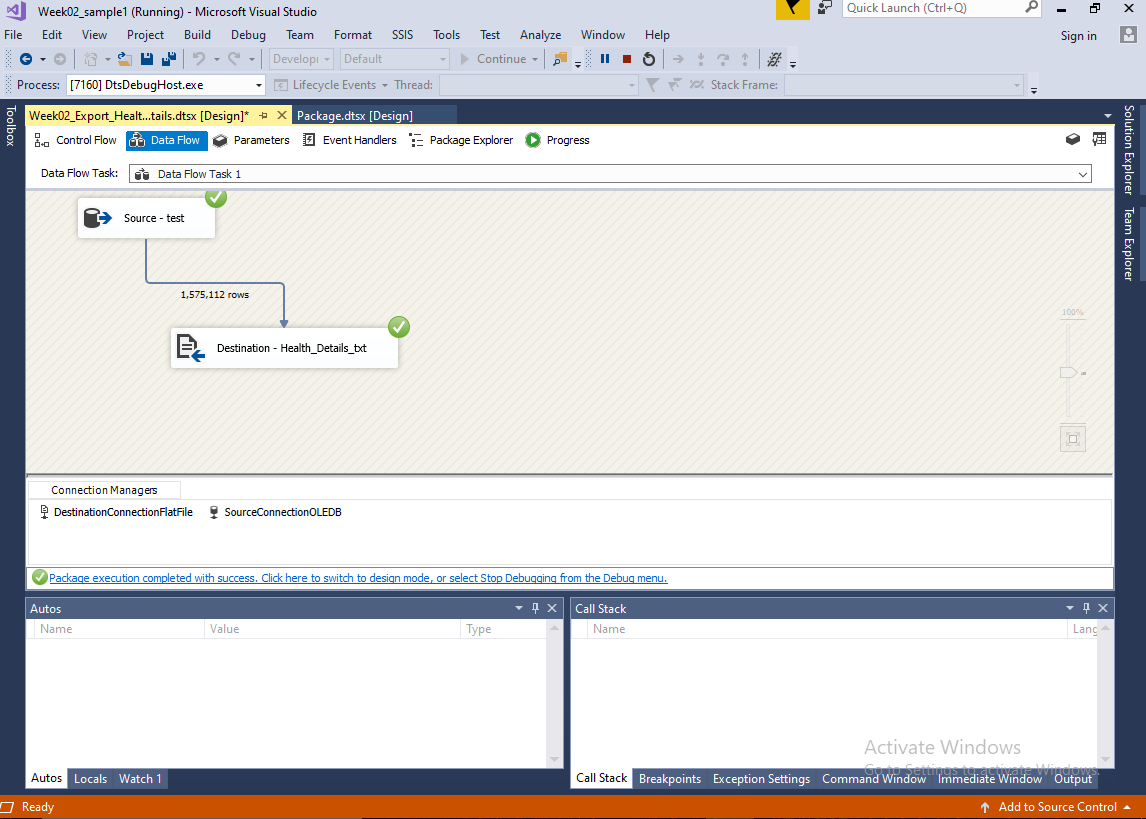 Week02_sample1 (Running) - Microsoft Visual Studio
Quick Launch (Ctrl+Q)
File Edit View Project Build Debug Team Format SSIS Tools Test Analyze Window Help Sign in
Developı Default Continue
Process: [7160] DtsDebugHost.exe Lifecycle Events Thread: Stack Frame:
Toolbox
Week02_Export_Healt...tails.dtsx [Design]* Package.dtsx [Design]
Control Flow Data Flow Parameters Event Handlers Package Explorer Progress
Data Flow Task: Data Flow Task 1
Solution Explorer
Team Explorer
Source - test
1,575,112 rows
Destination - Health_Details_txt
100%
Connection Managers
DestinationConnectionFlatFile SourceConnectionOLEDB
Package execution completed with success. Click here to switch to design mode, or select Stop Debugging from the Debug menu.
Autos
Name Value Type
Call Stack
Name Lang
Activate Windows
Go to Settings to activate Windows.
Autos Locals Watch 1
Call Stack Breakpoints Exception Settings Command Window Immediate Window Output
Ready Add to Source Control